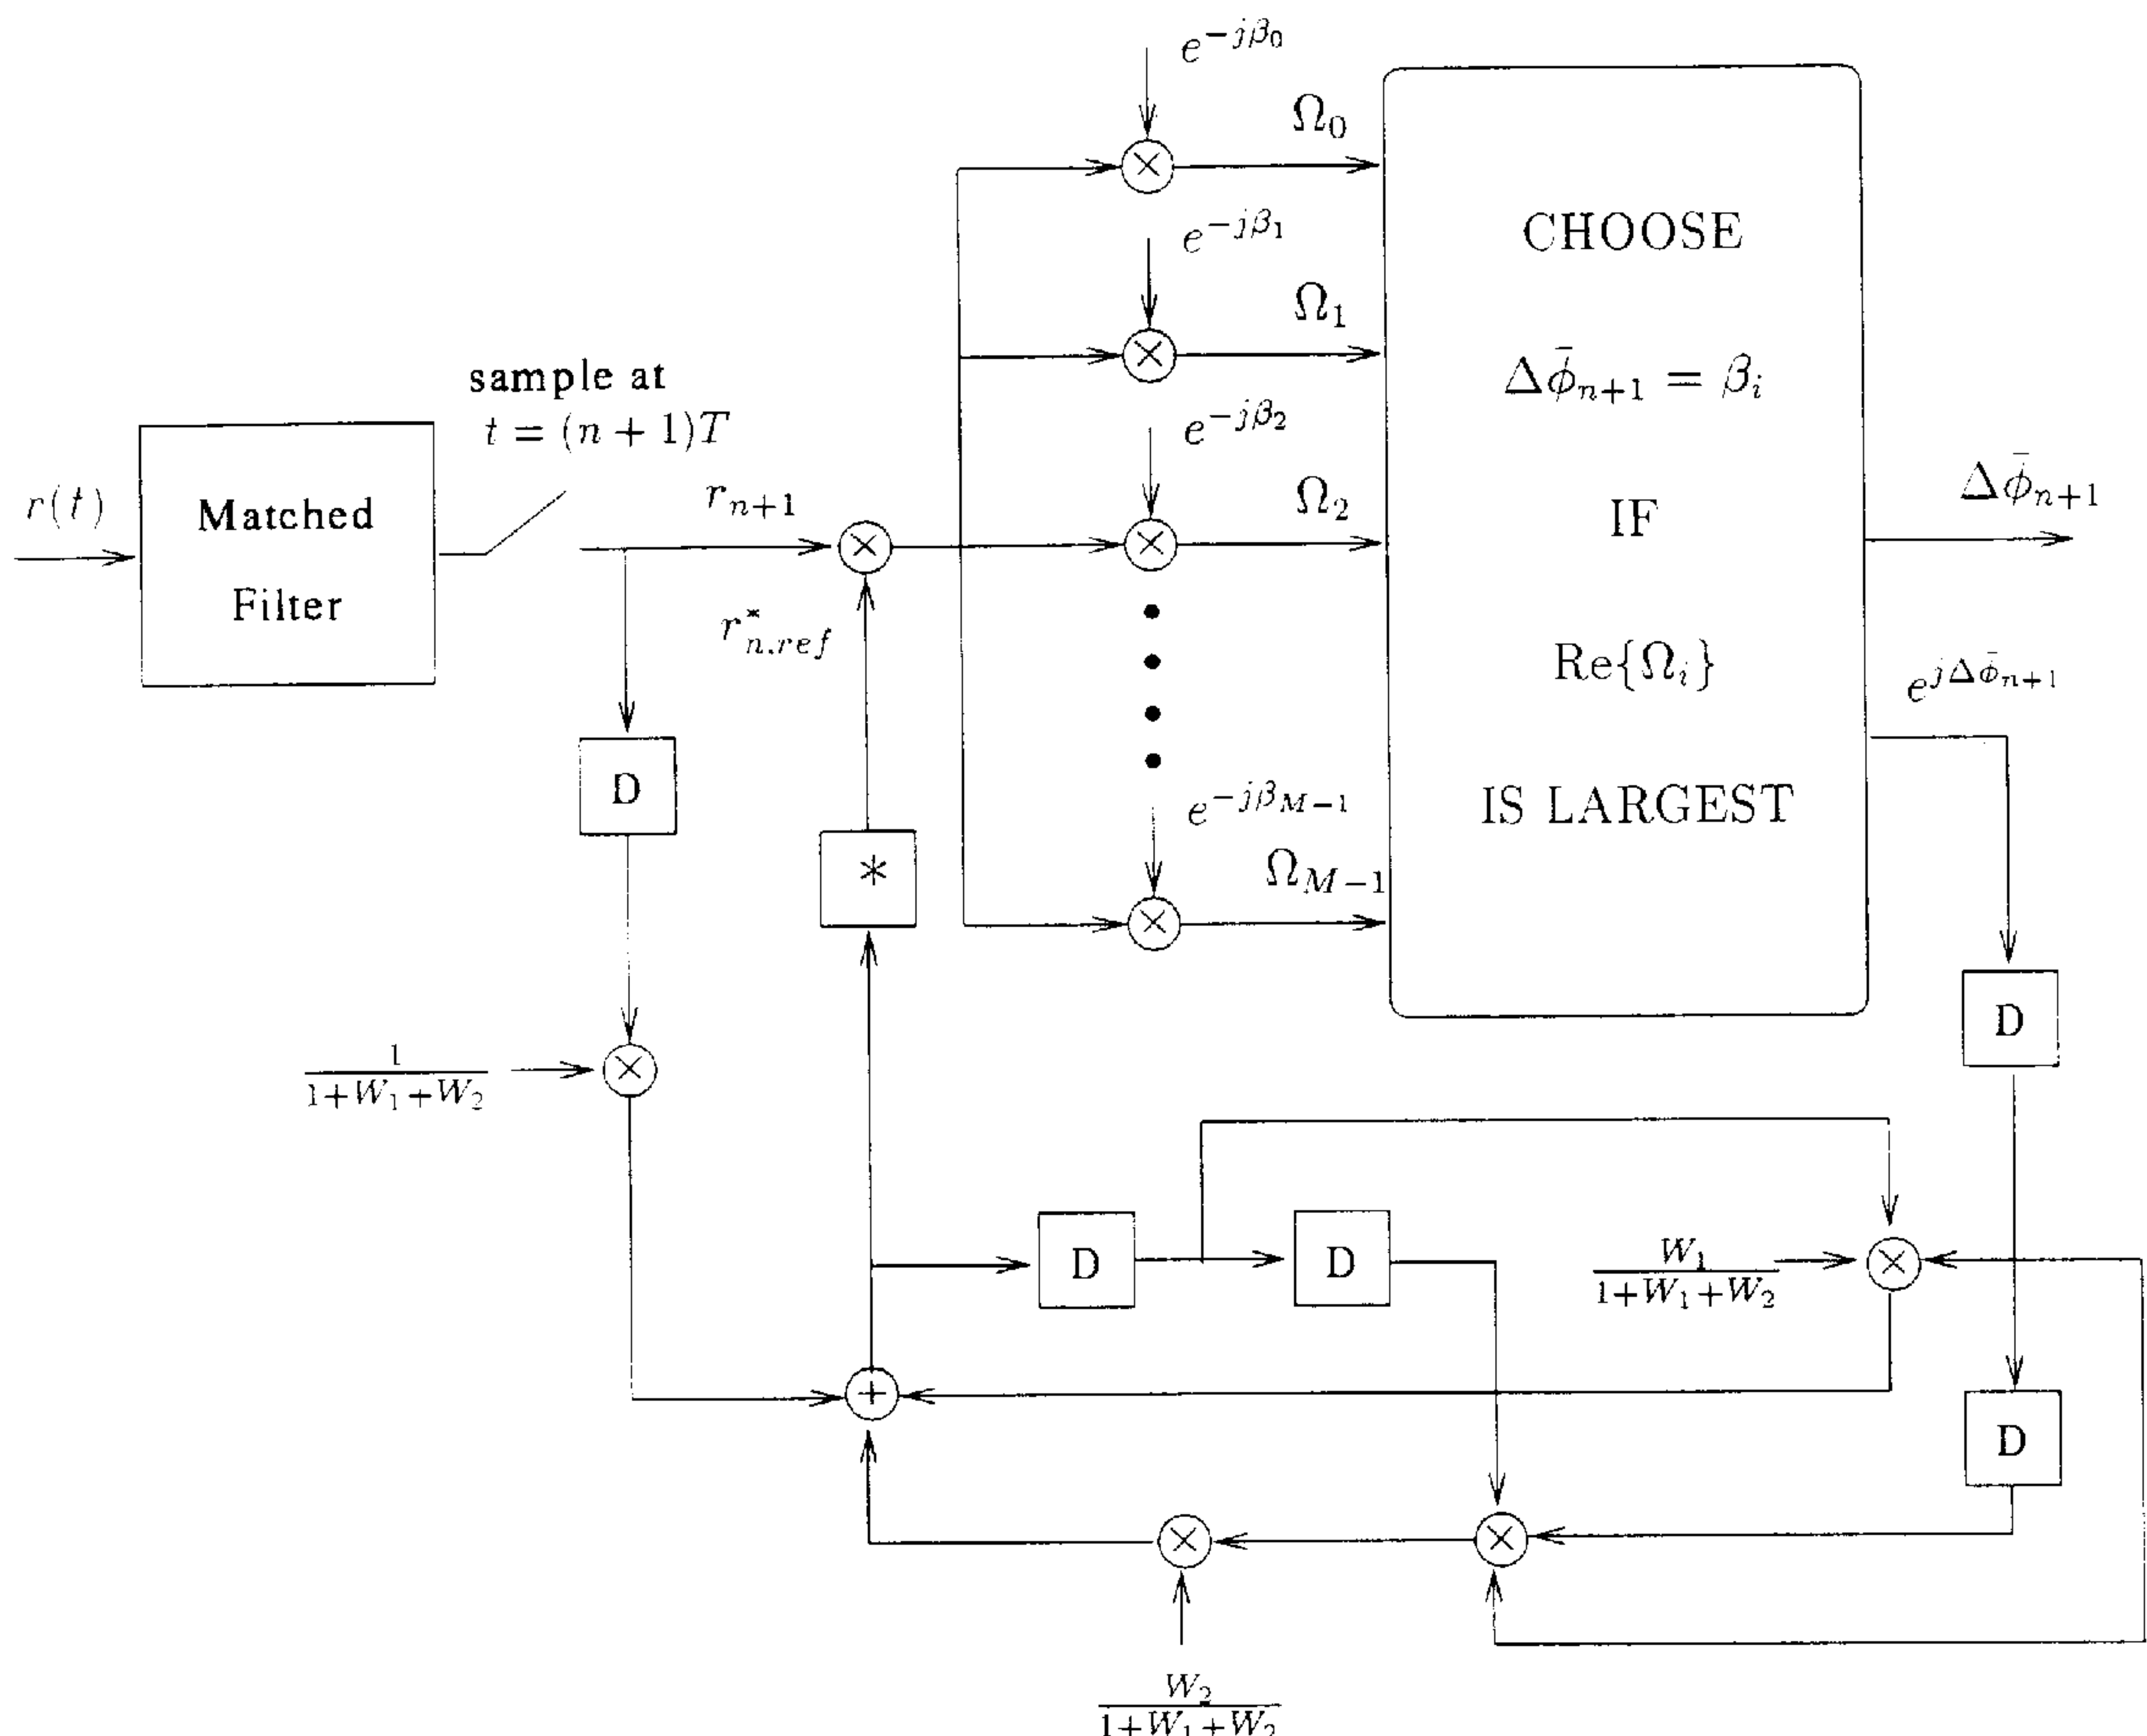 e^{-jβ_0}
Ω_0
e^{-jβ_1}
Ω_1
e^{-jβ_2}
Ω_2
e^{-jβ_{M-1}}
Ω_{M-1}
CHOOSE
Δφ̄_{n+1} = β_i
IF
Re{Ω_i}
IS LARGEST
sample at
t = (n + 1)T
r(t)
Matched
Filter
r_{n+1}
r^*_{n,ref}
Δφ̄_{n+1}
e^{jΔφ̄_{n+1}}
D
*
D
1/(1+W_1+W_2)
D
D
W_1/(1+W_1+W_2)
+
D
W_2/(1+W_1+W_2)